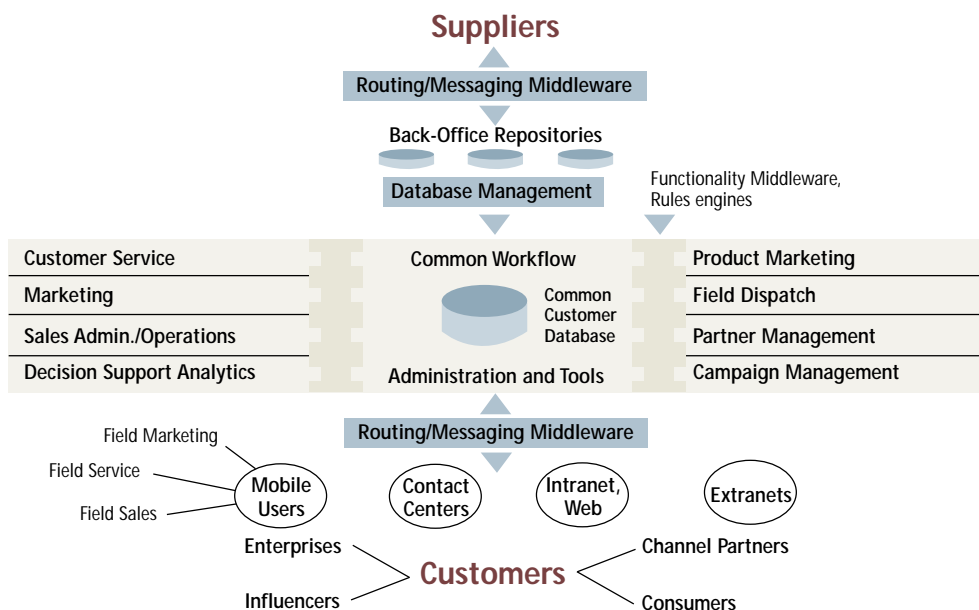 Suppliers
Routing/Messaging Middleware
Back-Office Repositories
Database Management
Functionality Middleware,
Rules engines
Customer Service
Marketing
Sales Admin./Operations
Decision Support Analytics
Common Workflow
Common
Customer
Database
Administration and Tools
Product Marketing
Field Dispatch
Partner Management
Campaign Management
Routing/Messaging Middleware
Field Marketing
Field Service
Field Sales
Mobile
Users
Contact
Centers
Intranet,
Web
Extranets
Enterprises
Influencers
Customers
Channel Partners
Consumers